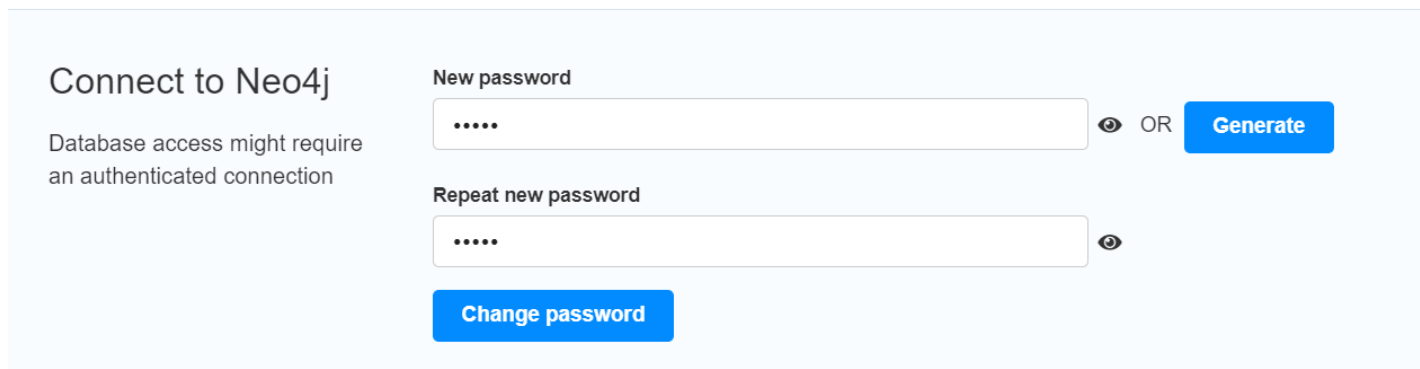 Connect to Neo4j
Database access might require
an authenticated connection
New password
•••••
OR
Generate
Repeat new password
•••••
Change password